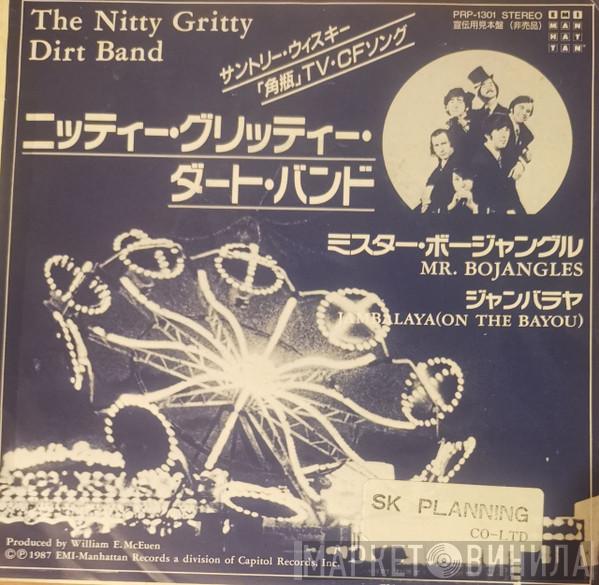 The Nitty Gritty
Dirt Band
PRP-1301 STEREO
宣伝用見本盤 (非売品)
EMI
MAN
HAT
TAN
サントリー・ウィスキー
「角瓶」TV・CFソング
ニッティー・グリッティー・
ダート・バンド
ミスター・ボージャングル
MR. BOJANGLES
ジャンバラヤ
JAMBALAYA(ON THE BAYOU)
SK PLANNING
CO-LTD
Produced by William E. McEuen
©Ⓟ1987 EMI-Manhattan Records a division of Capitol Records, Inc.
МАРКЕТ ВИНИЛА